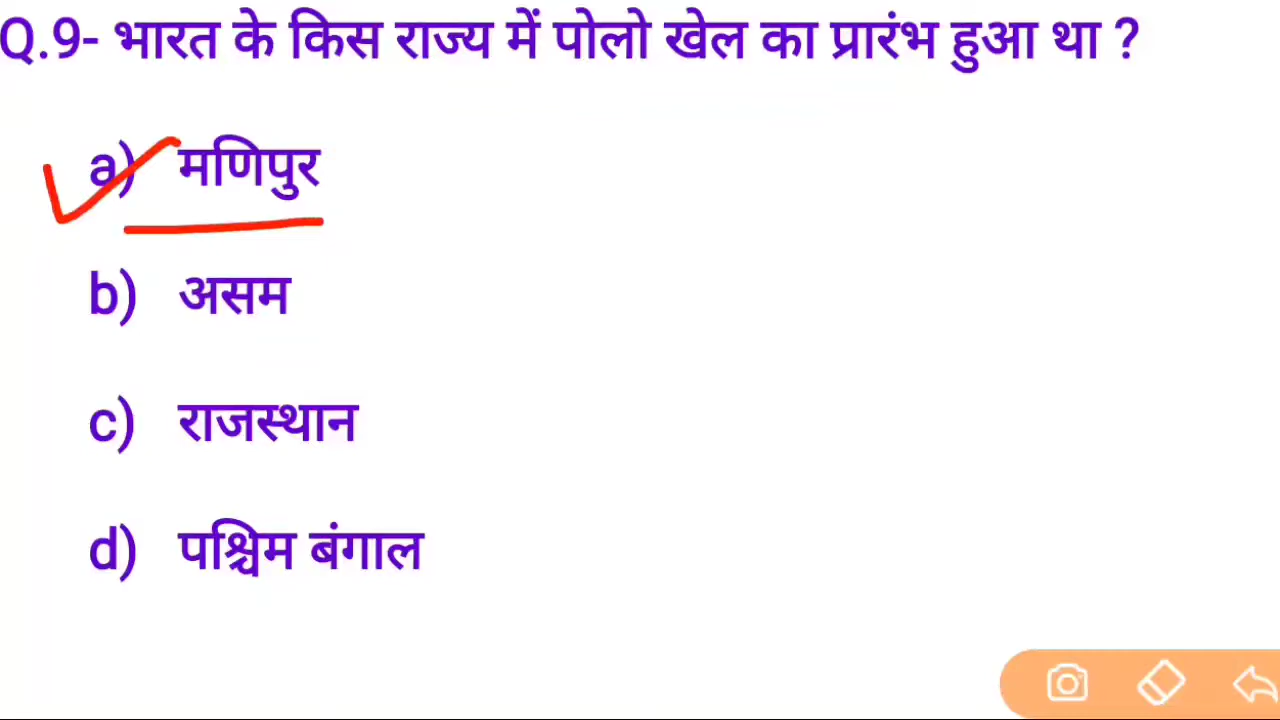 Q.9- भारत के किस राज्य में पोलो खेल का प्रारंभ हुआ था ?
a) मणिपुर
b) असम
c) राजस्थान
d) पश्चिम बंगाल